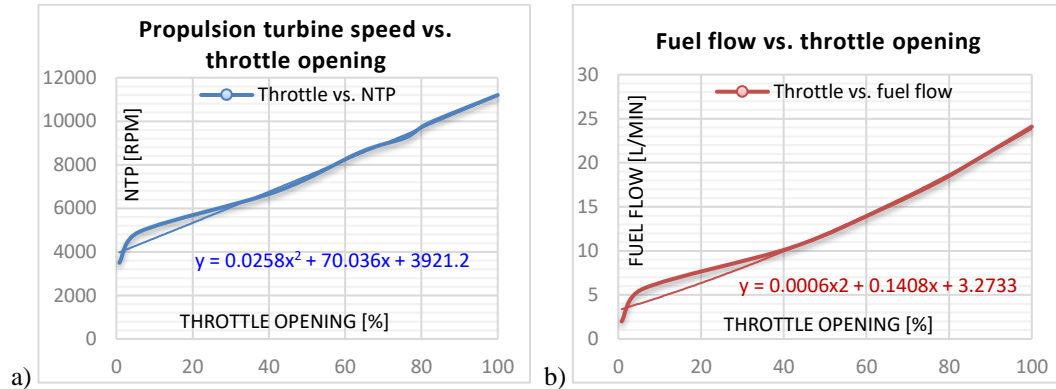 Propulsion turbine speed vs.
throttle opening
12000
10000
8000
6000
4000
2000
0
NTP [RPM]
Throttle vs. NTP
y = 0.0258x² + 70.036x + 3921.2
THROTTLE OPENING [%]
0 20 40 60 80 100
a)
Fuel flow vs. throttle opening
30
25
20
15
10
5
0
FUEL FLOW [L/MIN]
Throttle vs. fuel flow
y = 0.0006x2 + 0.1408x + 3.2733
THROTTLE OPENING [%]
0 20 40 60 80 100
b)